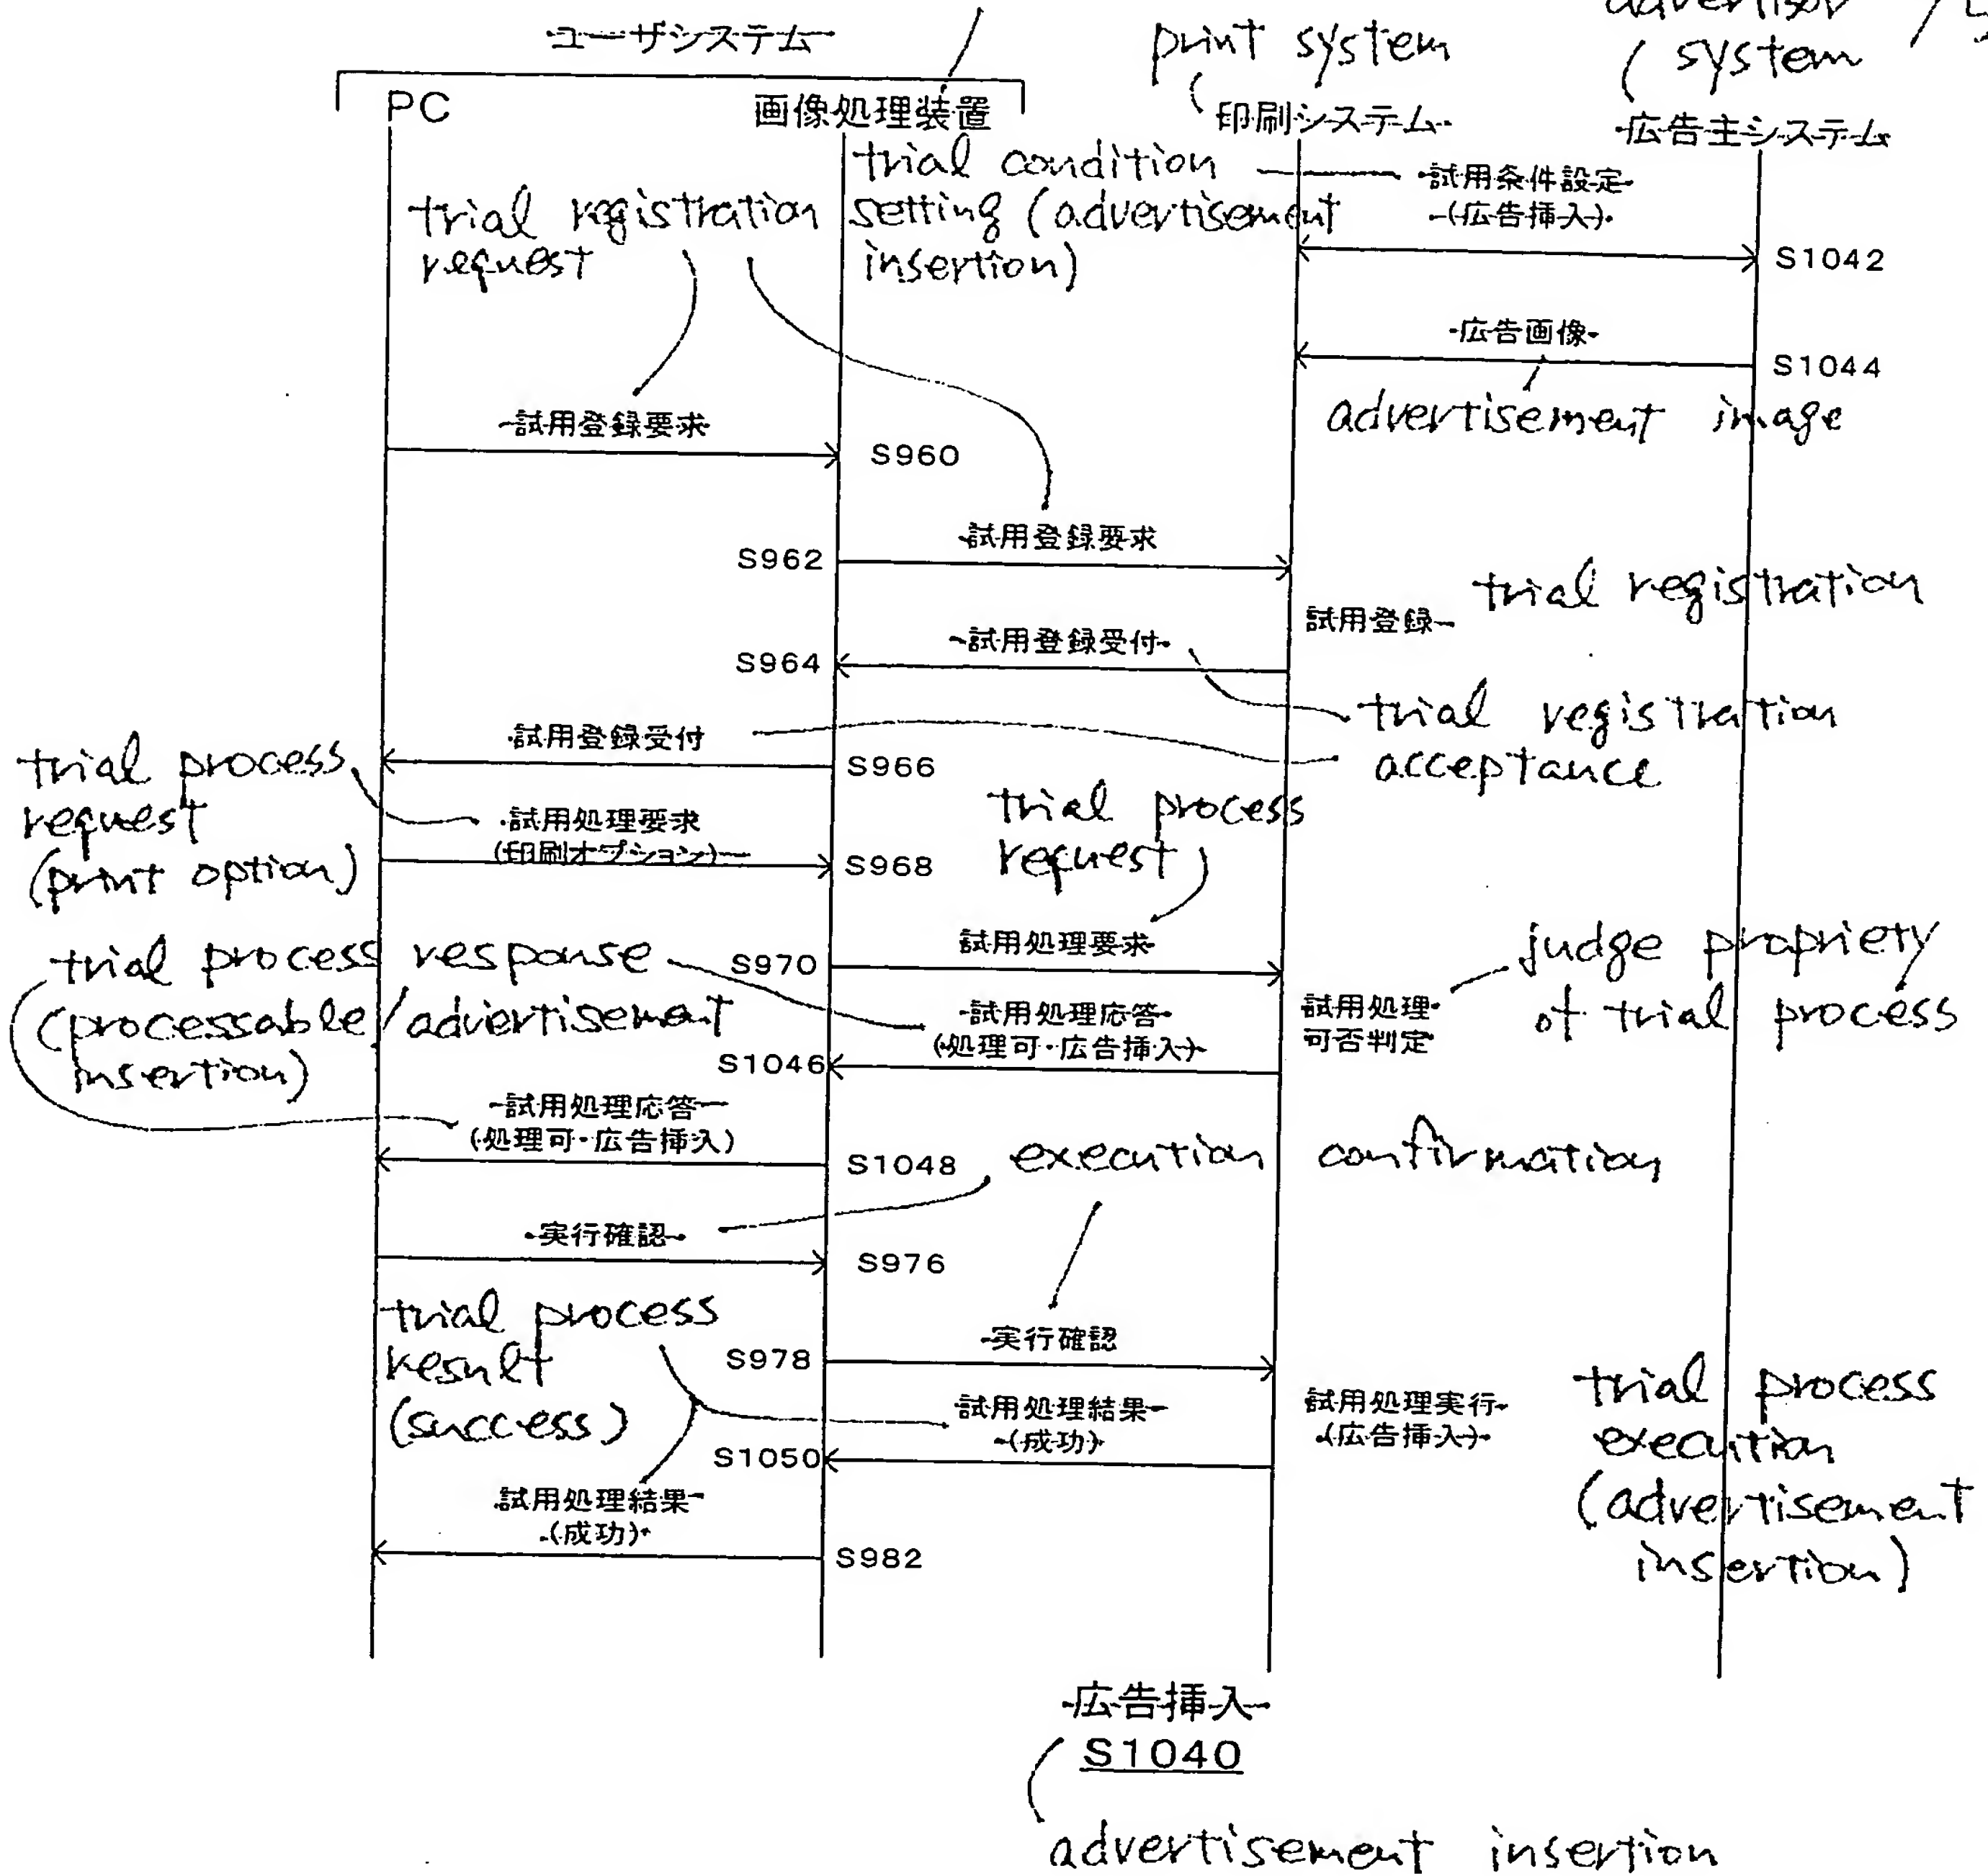 advertisor
system
print system
ユーザシステム
PC
画像処理装置
印刷システム
広告主システム
trial condition
setting (advertisement
insertion)
試用条件設定
(広告挿入)
trial registration
request
S1042
広告画像
S1044
advertisement image
試用登録要求
S960
試用登録要求
S962
試用登録
trial registration
試用登録受付
S964
trial registration
acceptance
試用登録受付
S966
trial process
request
(print option)
試用処理要求
(印刷オプション)
S968
trial process
request
試用処理要求
S970
judge propriety
of trial process
試用処理
可否判定
trial process response
(processable/advertisement
insertion)
試用処理応答
(処理可・広告挿入)
S1046
試用処理応答
(処理可・広告挿入)
S1048
execution confirmation
実行確認
S976
実行確認
S978
trial process
result
(success)
試用処理結果
(成功)
S1050
試用処理実行
(広告挿入)
trial process
execution
(advertisement
insertion)
試用処理結果
(成功)
S982
広告挿入
S1040
advertisement insertion